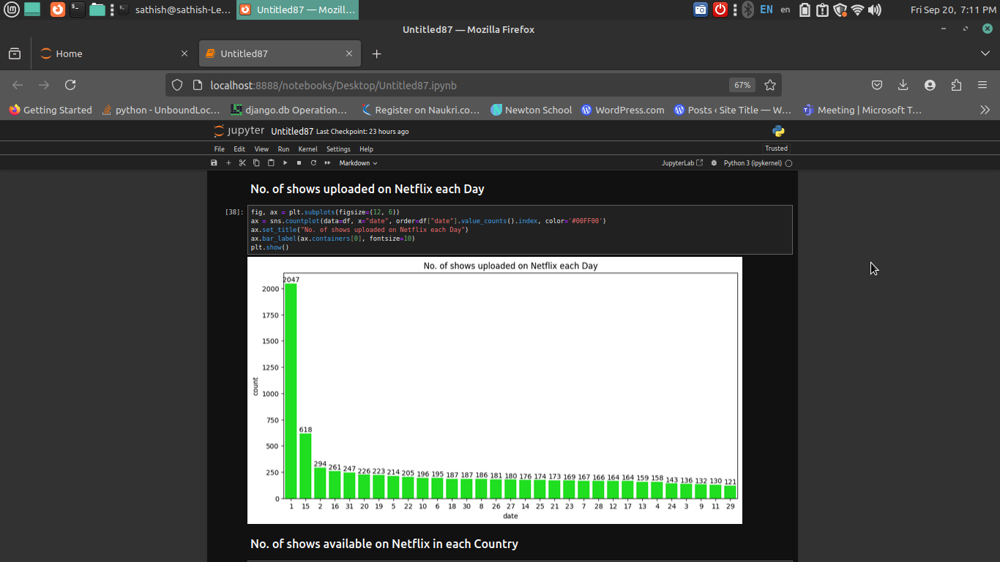 sathish@sathish-Le... Untitled87 — Mozill... EN en Fri Sep 20, 7:11 PM
Untitled87 — Mozilla Firefox
Home Untitled87
localhost:8888/notebooks/Desktop/Untitled87.ipynb 67%
Getting Started python - UnboundLoc... django.db Operation... Register on Naukri.co... Newton School WordPress.com Posts ‹ Site Title — W... Meeting | Microsoft T...
jupyter Untitled87 Last Checkpoint: 23 hours ago
File Edit View Run Kernel Settings Help Trusted
Markdown JupyterLab Python 3 (ipykernel)
No. of shows uploaded on Netflix each Day
[38]: fig, ax = plt.subplots(figsize=(12, 6))
ax = sns.countplot(data=df, x="date", order=df["date"].value_counts().index, color='#00FF00')
ax.set_title("No. of shows uploaded on Netflix each Day")
ax.bar_label(ax.containers[0], fontsize=10)
plt.show()
No. of shows uploaded on Netflix each Day
2047
2000
1750
1500
1250
1000
750
618
500
294 261 247 226 223 214 205 196 195 187 187 186 181 180 176 174 173 169 167 166 164 164 159 158 143 136 132 130 121
250
0
count
1 15 2 16 31 20 19 5 22 10 6 18 30 8 26 27 14 25 21 23 7 28 12 17 13 4 24 3 9 11 29
date
No. of shows available on Netflix in each Country